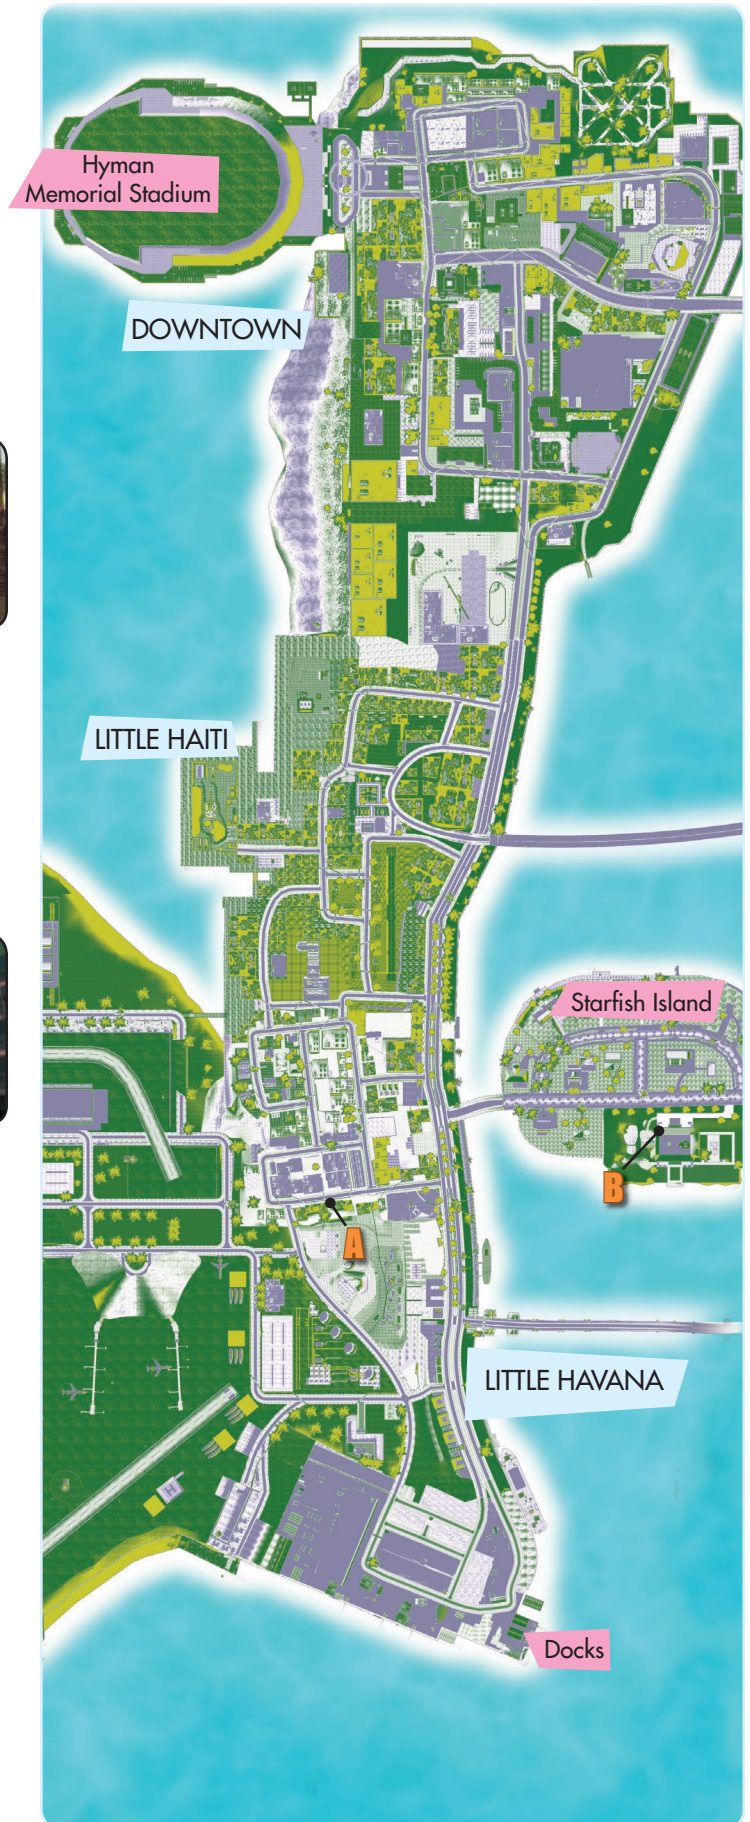 Hyman
Memorial Stadium
DOWNTOWN
LITTLE HAITI
Starfish Island
B
A
LITTLE HAVANA
Docks